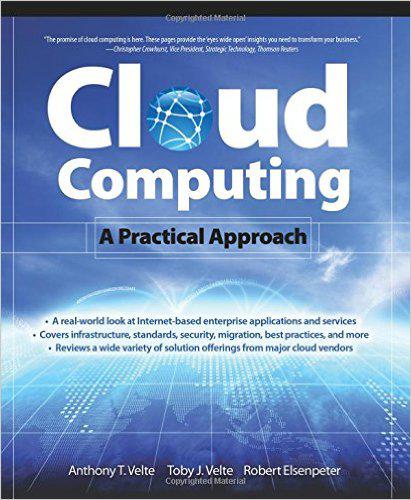 Copyrighted Material
"The promise of cloud computing is here. These pages provide the 'eyes wide open' insights you need to transform your business."
—Christopher Crowhurst, Vice President, Strategic Technology, Thomson Reuters
Cloud
Computing
A Practical Approach
• A real-world look at Internet-based enterprise applications and services
• Covers infrastructure, standards, security, migration, best practices, and more
• Reviews a wide variety of solution offerings from major cloud vendors
Anthony T. Velte Toby J. Velte Robert Elsenpeter
Copyrighted Material